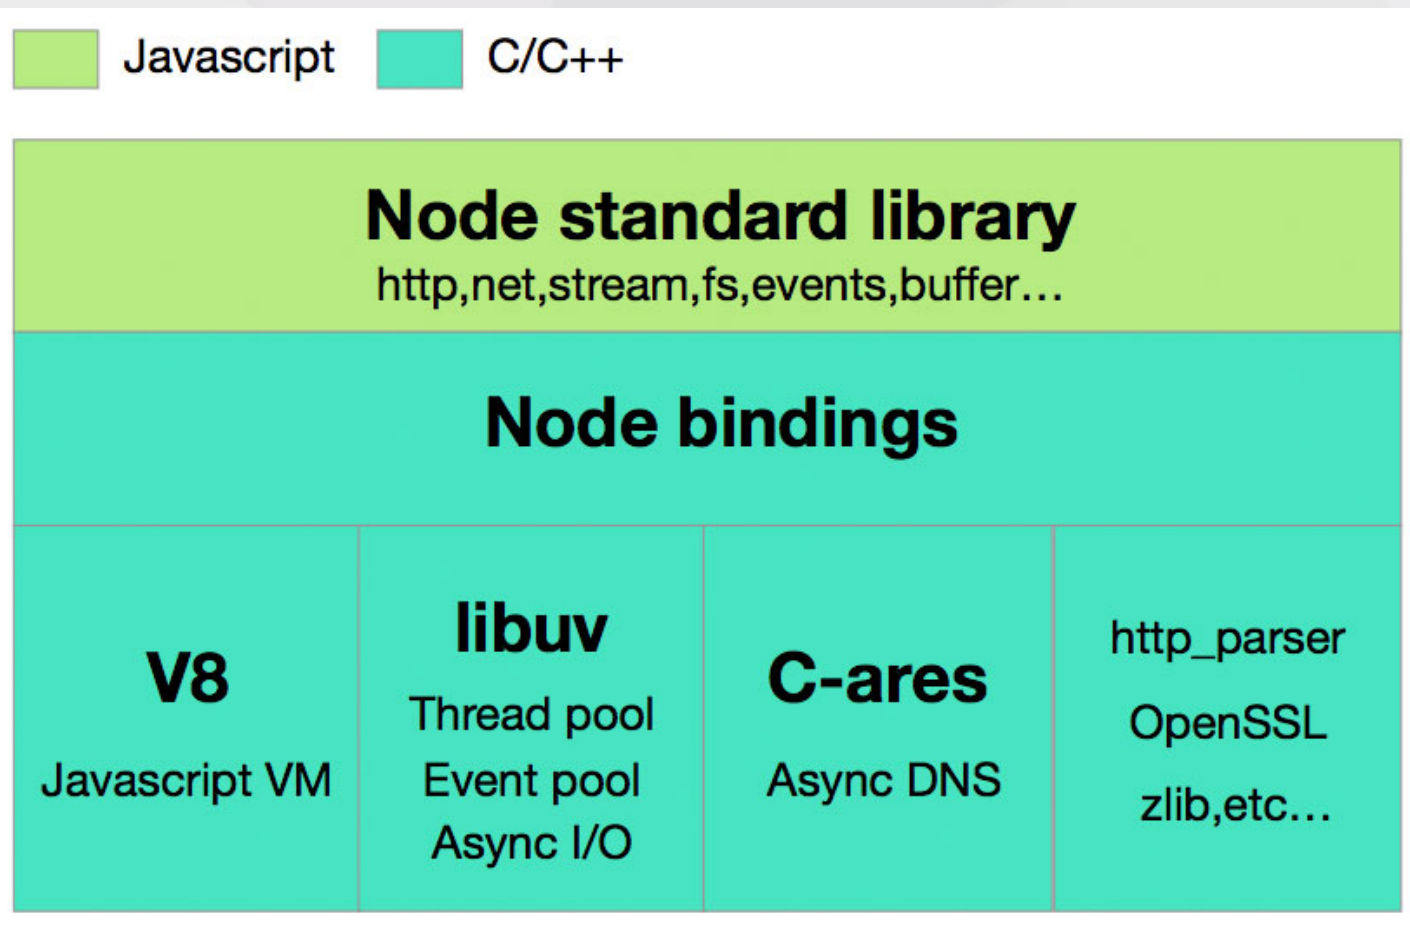 Javascript
C/C++
Node standard library
http,net,stream,fs,events,buffer...
Node bindings
V8
Javascript VM
libuv
Thread pool
Event pool
Async I/O
C-ares
Async DNS
http_parser
OpenSSL
zlib,etc...